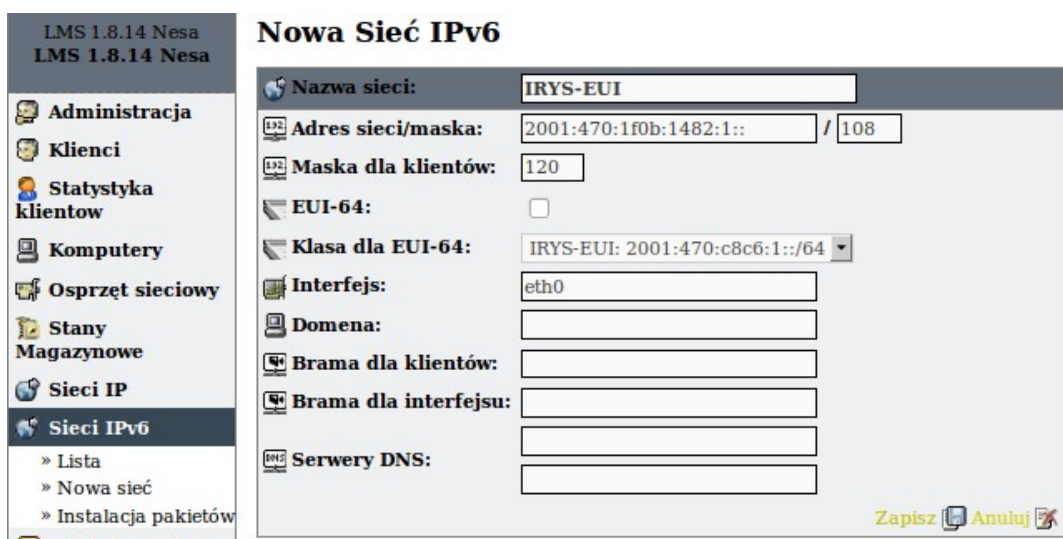 LMS 1.8.14 Nesa
LMS 1.8.14 Nesa
Administracja
Klienci
Statystyka
klientow
Komputery
Osprzęt sieciowy
Stany
Magazynowe
Sieci IP
Sieci IPv6
» Lista
» Nowa sieć
» Instalacja pakietów
Nowa Sieć IPv6
Nazwa sieci: IRYS-EUI
Adres sieci/maska: 2001:470:1f0b:1482:1:: / 108
Maska dla klientów: 120
EUI-64:
Klasa dla EUI-64: IRYS-EUI: 2001:470:c8c6:1::/64
Interfejs: eth0
Domena:
Brama dla klientów:
Brama dla interfejsu:
Serwery DNS:
Zapisz Anuluj